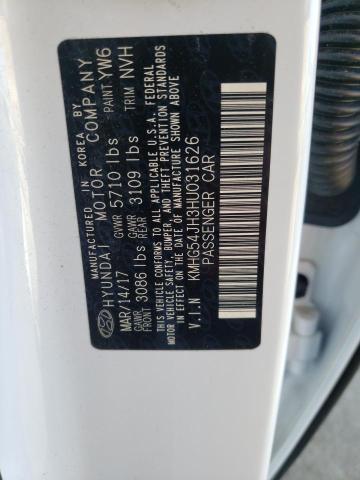 MANUFACTURED BY IN KOREA BY
HYUNDAI MOTOR COMPANY
MAR/14/17 GVWR 5710 lbs PAINT: YW6
GAWR FRONT 3086 lbs GAWR REAR 3109 lbs TRIM NVH
THIS VEHICLE CONFORMS TO ALL APPLICABLE U.S.A. FEDERAL
MOTOR VEHICLE SAFETY, BUMPER, AND THEFT PREVENTION
STANDARDS IN EFFECT ON THE DATE OF MANUFACTURE
SHOWN ABOVE.
V.I.N KMHG54JH3HU031626
PASSENGER CAR